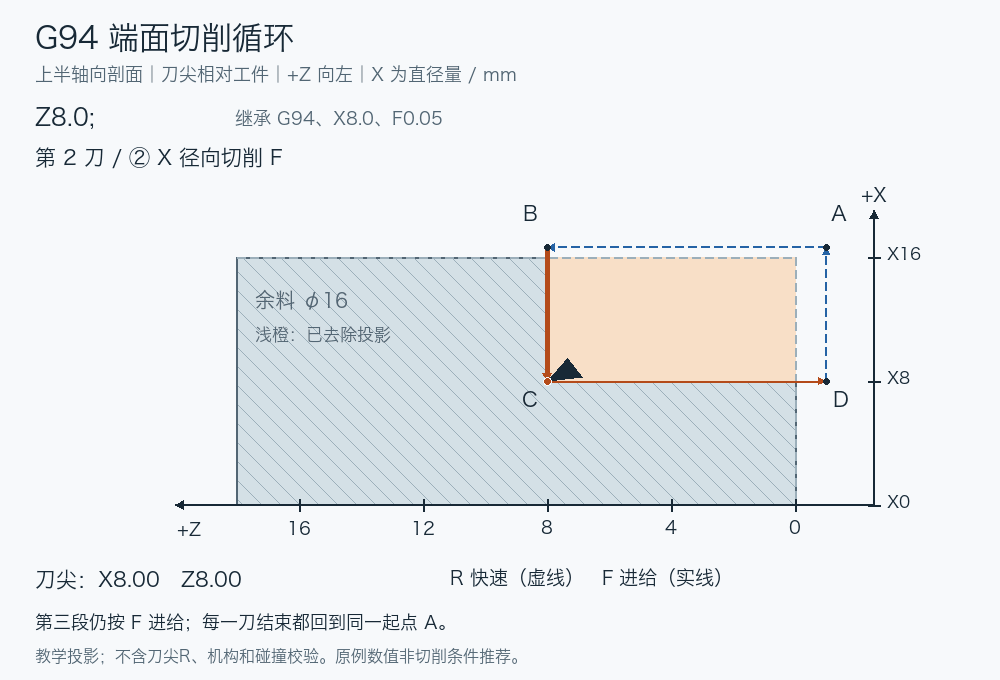 G94 端面切削循环
上半轴向剖面｜刀尖相对工件｜+Z 向左｜X 为直径量 / mm
Z8.0;
继承 G94、X8.0、F0.05
第 2 刀 / ② X 径向切削 F
+X
B
A
X16
余料 φ16
浅橙：已去除投影
X8
C
D
X0
+Z
16
12
8
4
0
刀尖：X8.00 Z8.00
R 快速（虚线） F 进给（实线）
第三段仍按 F 进给；每一刀结束都回到同一起点 A。
教学投影；不含刀尖R、机构和碰撞校验。原例数值非切削条件推荐。